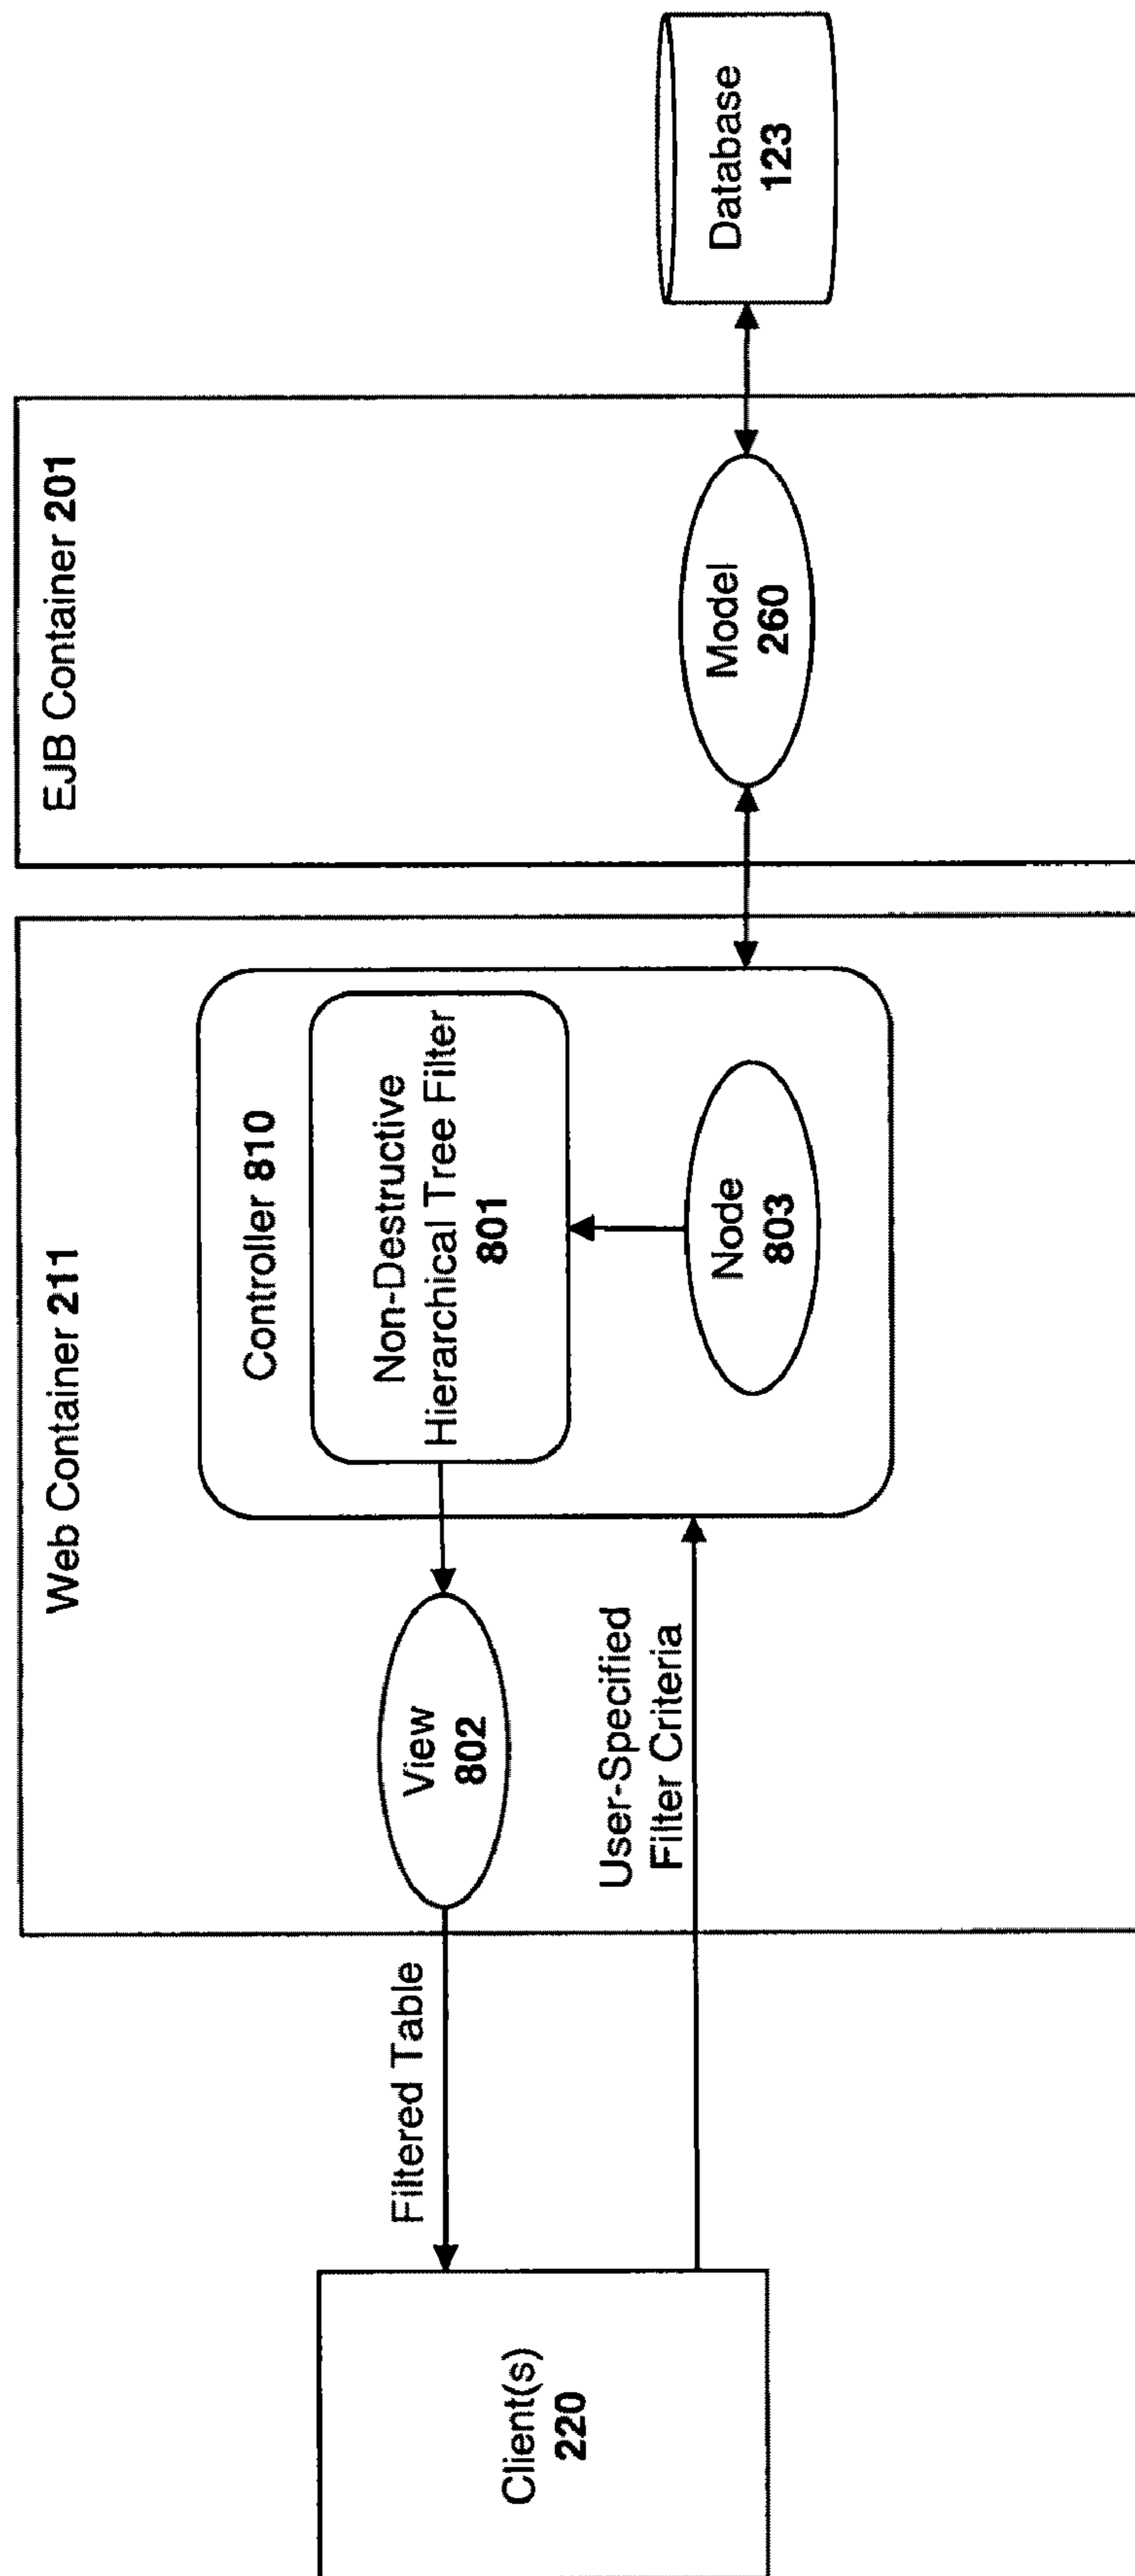 Web Container 211
EJB Container 201
Controller 810
Non-Destructive
Hierarchical Tree Filter
801
Node
803
View
802
Filtered Table
User-Specified
Filter Criteria
Client(s)
220
Model
260
Database
123